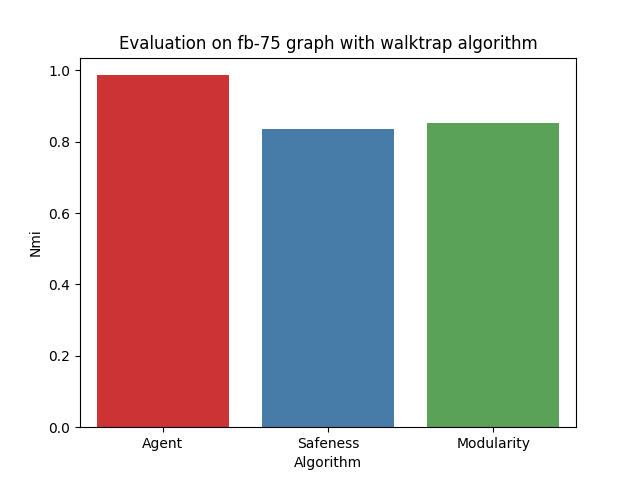 Evaluation on fb-75 graph with walktrap algorithm
1.0
0.8
0.6
0.4
0.2
0.0
Nmi
Agent
Safeness
Modularity
Algorithm